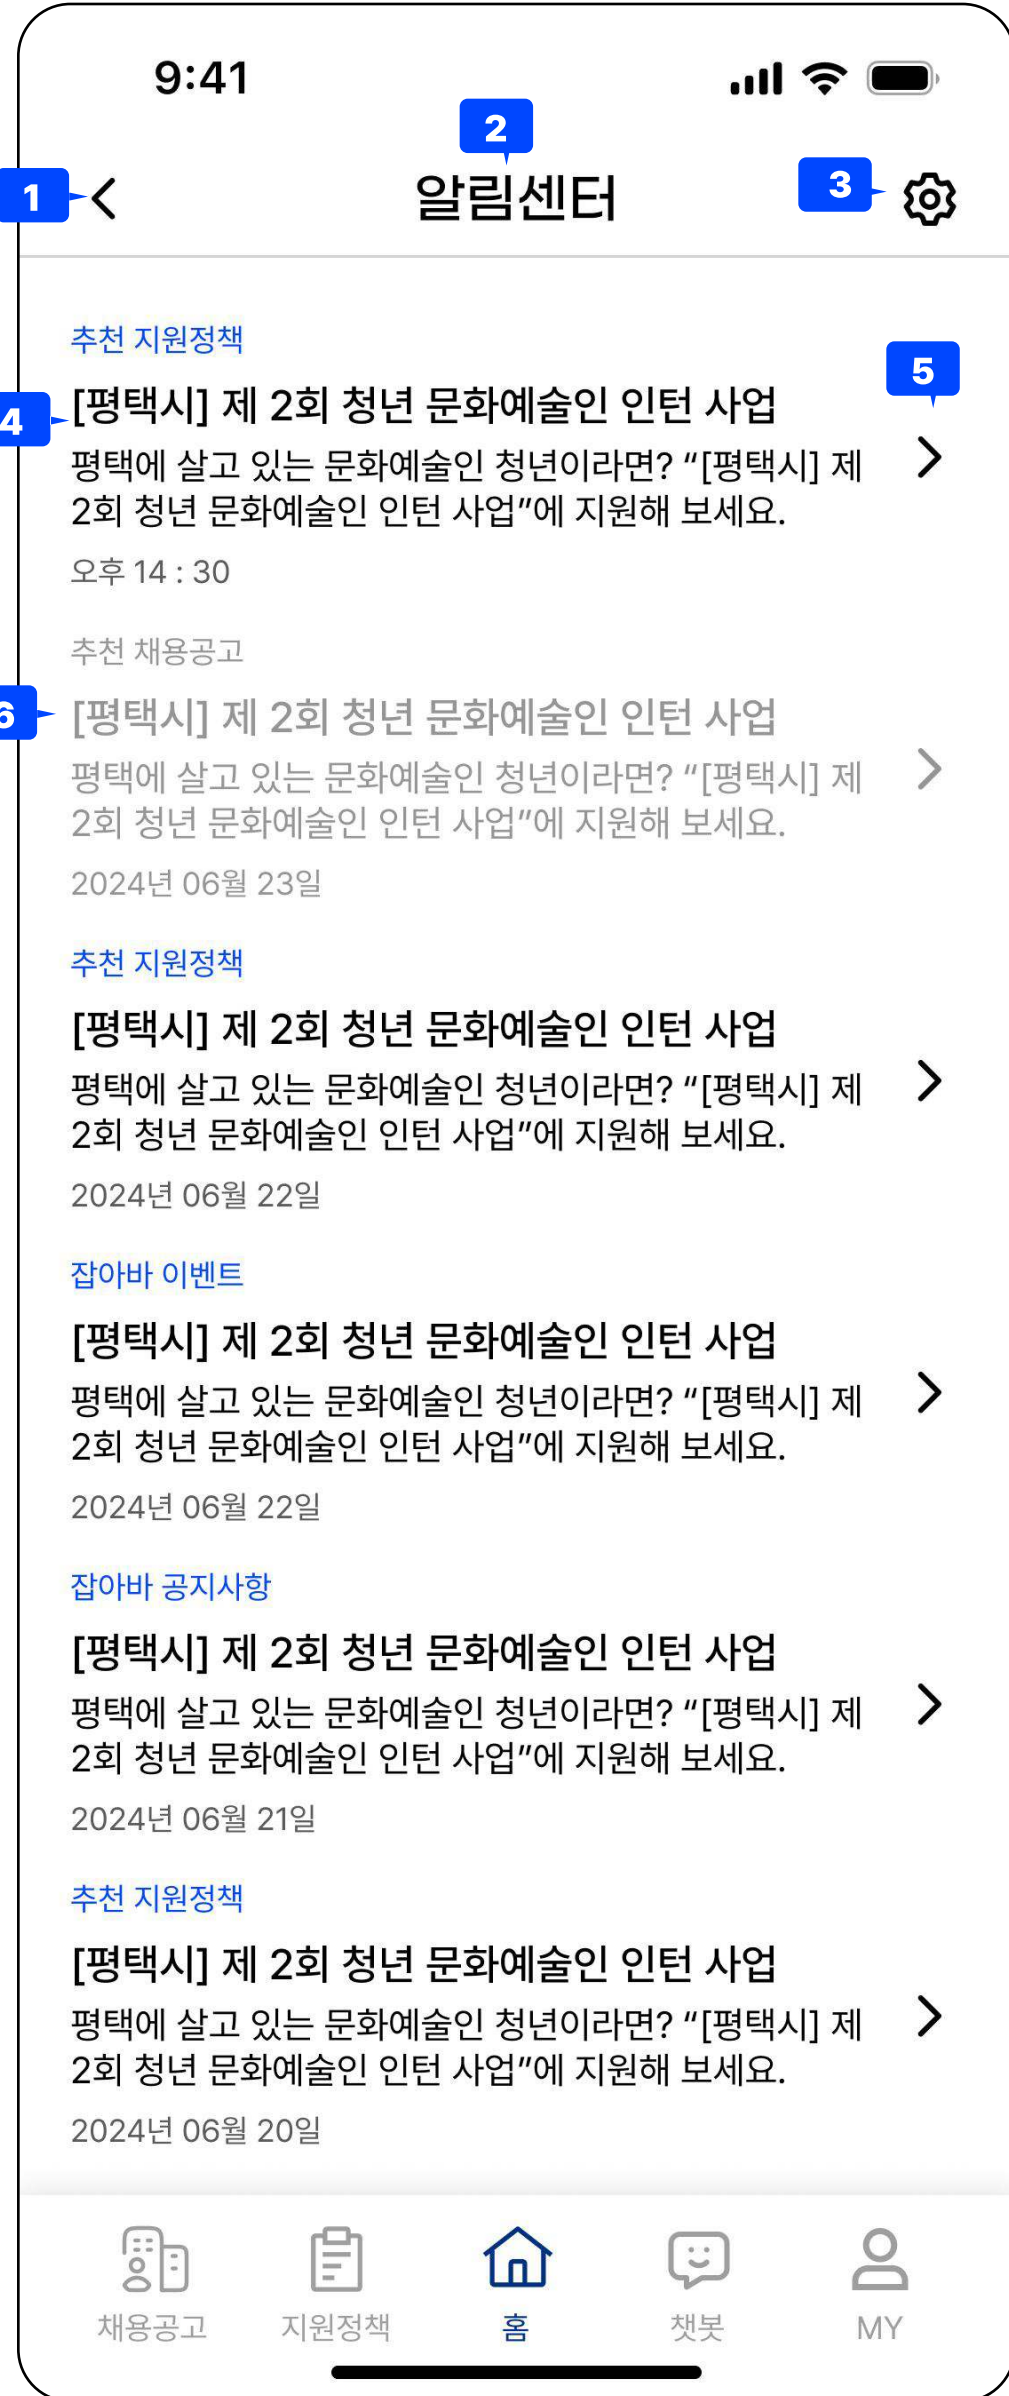 9:41
2
1
알림센터
3
추천 지원정책
5
4
[평택시] 제 2회 청년 문화예술인 인턴 사업
평택에 살고 있는 문화예술인 청년이라면? “[평택시] 제
2회 청년 문화예술인 인턴 사업”에 지원해 보세요.
오후 14 : 30
추천 채용공고
6
[평택시] 제 2회 청년 문화예술인 인턴 사업
평택에 살고 있는 문화예술인 청년이라면? “[평택시] 제
2회 청년 문화예술인 인턴 사업”에 지원해 보세요.
2024년 06월 23일
추천 지원정책
[평택시] 제 2회 청년 문화예술인 인턴 사업
평택에 살고 있는 문화예술인 청년이라면? “[평택시] 제
2회 청년 문화예술인 인턴 사업”에 지원해 보세요.
2024년 06월 22일
잡아바 이벤트
[평택시] 제 2회 청년 문화예술인 인턴 사업
평택에 살고 있는 문화예술인 청년이라면? “[평택시] 제
2회 청년 문화예술인 인턴 사업”에 지원해 보세요.
2024년 06월 22일
잡아바 공지사항
[평택시] 제 2회 청년 문화예술인 인턴 사업
평택에 살고 있는 문화예술인 청년이라면? “[평택시] 제
2회 청년 문화예술인 인턴 사업”에 지원해 보세요.
2024년 06월 21일
추천 지원정책
[평택시] 제 2회 청년 문화예술인 인턴 사업
평택에 살고 있는 문화예술인 청년이라면? “[평택시] 제
2회 청년 문화예술인 인턴 사업”에 지원해 보세요.
2024년 06월 20일
채용공고 지원정책 홈 챗봇 MY